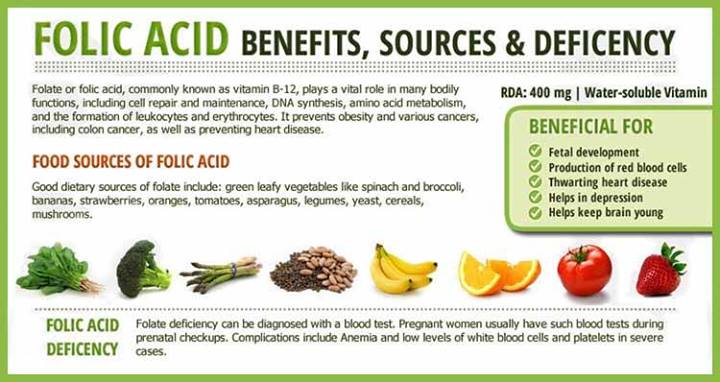 FOLIC ACID BENEFITS, SOURCES & DEFICENCY
Folate or folic acid, commonly known as vitamin B-12, plays a vital role in many bodily
functions, including cell repair and maintenance, DNA synthesis, amino acid metabolism,
and the formation of leukocytes and erythrocytes. It prevents obesity and various cancers,
including colon cancer, as well as preventing heart disease.
RDA: 400 mg | Water-soluble Vitamin
BENEFICIAL FOR
Fetal development
Production of red blood cells
Thwarting heart disease
Helps in depression
Helps keep brain young
FOOD SOURCES OF FOLIC ACID
Good dietary sources of folate include: green leafy vegetables like spinach and broccoli,
bananas, strawberries, oranges, tomatoes, asparagus, legumes, yeast, cereals,
mushrooms.
FOLIC ACID
DEFICENCY
Folate deficiency can be diagnosed with a blood test. Pregnant women usually have such blood tests during
prenatal checkups. Complications include Anemia and low levels of white blood cells and platelets in severe
cases.